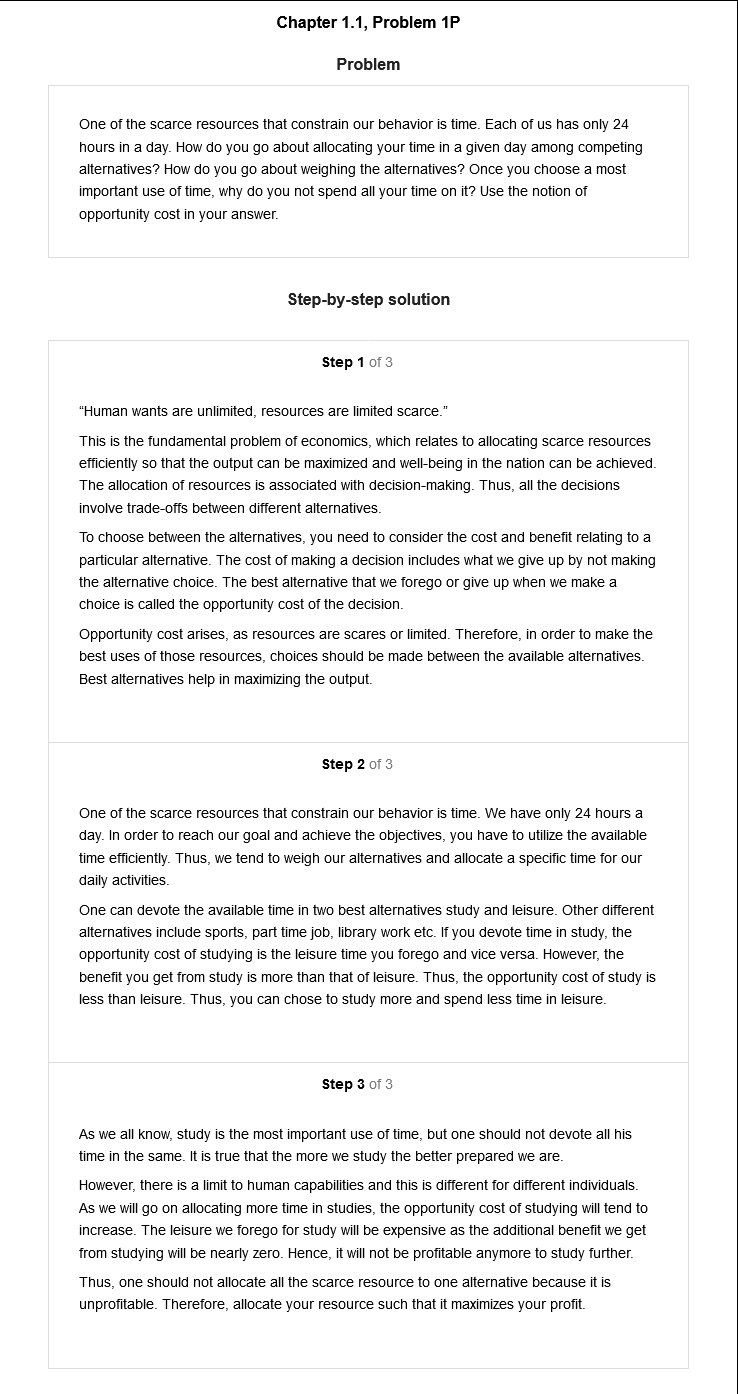 Chapter 1.1, Problem 1P
Problem
One of the scarce resources that constrain our behavior is time. Each of us has only 24
hours in a day. How do you go about allocating your time in a given day among competing
alternatives? How do you go about weighing the alternatives? Once you choose a most
important use of time, why do you not spend all your time on it? Use the notion of
opportunity cost in your answer.
Step-by-step solution
Step 1 of 3
“Human wants are unlimited, resources are limited scarce.”
This is the fundamental problem of economics, which relates to allocating scarce resources
efficiently so that the output can be maximized and well-being in the nation can be achieved.
The allocation of resources is associated with decision-making. Thus, all the decisions
involve trade-offs between different alternatives.
To choose between the alternatives, you need to consider the cost and benefit relating to a
particular alternative. The cost of making a decision includes what we give up by not making
the alternative choice. The best alternative that we forego or give up when we make a
choice is called the opportunity cost of the decision.
Opportunity cost arises, as resources are scares or limited. Therefore, in order to make the
best uses of those resources, choices should be made between the available alternatives.
Best alternatives help in maximizing the output.
Step 2 of 3
One of the scarce resources that constrain our behavior is time. We have only 24 hours a
day. In order to reach our goal and achieve the objectives, you have to utilize the available
time efficiently. Thus, we tend to weigh our alternatives and allocate a specific time for our
daily activities.
One can devote the available time in two best alternatives study and leisure. Other different
alternatives include sports, part time job, library work etc. If you devote time in study, the
opportunity cost of studying is the leisure time you forego and vice versa. However, the
benefit you get from study is more than that of leisure. Thus, the opportunity cost of study is
less than leisure. Thus, you can chose to study more and spend less time in leisure.
Step 3 of 3
As we all know, study is the most important use of time, but one should not devote all his
time in the same. It is true that the more we study the better prepared we are.
However, there is a limit to human capabilities and this is different for different individuals.
As we will go on allocating more time in studies, the opportunity cost of studying will tend to
increase. The leisure we forego for study will be expensive as the additional benefit we get
from studying will be nearly zero. Hence, it will not be profitable anymore to study further.
Thus, one should not allocate all the scarce resource to one alternative because it is
unprofitable. Therefore, allocate your resource such that it maximizes your profit.